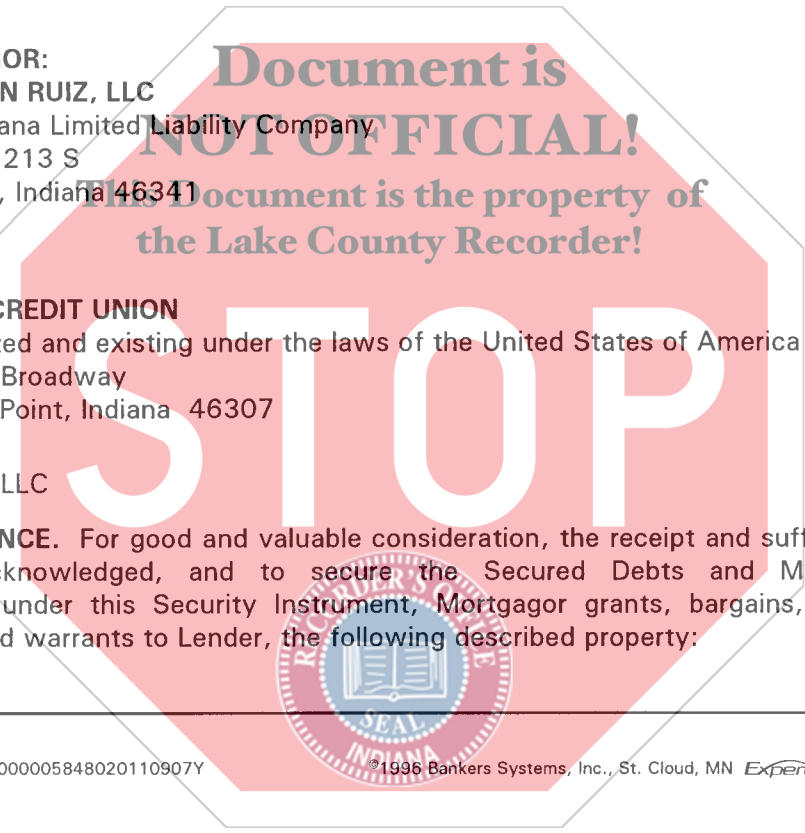 OR:
Document is
N RUIZ, LLC
ana Limited Liability Company
NOT OFFICIAL!
213 S
This Document is the property of
, Indiana 46341
the Lake County Recorder!
CREDIT UNION
ed and existing under the laws of the United States of America
Broadway
Point, Indiana 46307
STOP
LLC
NCE. For good and valuable consideration, the receipt and suff
cknowledged, and to secure the Secured Debts and M
under this Security Instrument, Mortgagor grants, bargains,
d warrants to Lender, the following described property:
RECORDER'S OFFICE
SEAL
INDIANA
000005848020110907Y
©1996 Bankers Systems, Inc., St. Cloud, MN Exper